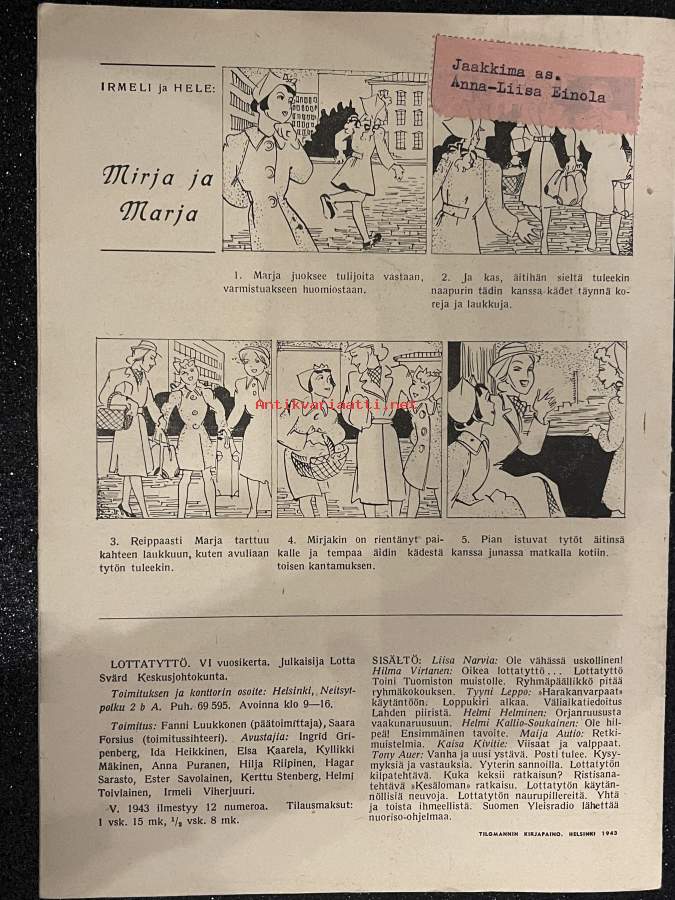 Jaakkima as.
Anna-Liisa Einola
IRMELI ja HELE:
Mirja ja
Marja
1. Marja juoksee tulijoita vastaan,
varmistuakseen huomiostaan.
2. Ja kas, äitihän sieltä tuleekin
naapurin tädin kanssa kädet täynnä ko-
reja ja laukkuja.
Antikvariaatti.net
3. Reippaasti Marja tarttuu
kahteen laukkuun, kuten avuliaan
tytön tuleekin.
4. Mirjakin on rientänyt pai-
kalle ja tempaa äidin kädestä
toisen kantamuksen.
5. Pian istuvat tytöt äitinsä
kanssa junassa matkalla kotiin.
LOTTATYTTÖ. VI vuosikerta. Julkaisija Lotta
Svärd Keskusjohtokunta.
Toimituksen ja konttorin osoite: Helsinki, Neitsyt-
polku 2 b A. Puh. 69 595. Avoinna klo 9—16.
Toimitus: Fanni Luukkonen (päätoimittaja), Saara
Forsius (toimitussihteeri). Avustajia: Ingrid Gri-
penberg, Ida Heikkinen, Elsa Kaarela, Kyllikki
Mäkinen, Anna Puranen, Hilja Riipinen, Hagar
Sarasto, Ester Savolainen, Kerttu Stenberg, Helmi
Toiviainen, Irmeli Viherjuuri.
V. 1943 ilmestyy 12 numeroa. Tilausmaksut:
1 vsk. 15 mk, ½ vsk. 8 mk.
SISÄLTÖ: Liisa Narvia: Ole vähässä uskollinen!
Hilma Virtanen: Oikea lottatyttö... Lottatyttö
Toini Tuomiston muistolle. Ryhmäpäällikkö pitää
ryhmäkokouksen. Tyyni Leppo: »Harakanvarpaat»
käytäntöön. Loppukiri alkaa. Väliaikatiedoitus
Lahden piiristä. Helmi Helminen: Orjanruusustä
vaakunaruusuun. Helmi Kallio-Soukainen: Ole hil-
peä! Ensimmäinen tavoite. Maija Autio: Retki-
muistelmia. Kaisa Kivitie: Viisaat ja valppaat.
Tony Auer: Vanha ja uusi ystävä. Posti tulee. Kysy-
myksiä ja vastauksia. Yyterin sannoilla. Lottatytön
kilpatehtävä. Kuka keksii ratkaisun? Ristisana-
tehtävä »Kesäloman» ratkaisu. Lottatytön käytän-
nöllisiä neuvoja. Lottatytön naurupillereitä. Yhtä
ja toista ihmeellistä. Suomen Yleisradio lähettää
nuoriso-ohjelmaa.
TILGMANNIN KIRJAPAINO, HELSINKI 1943